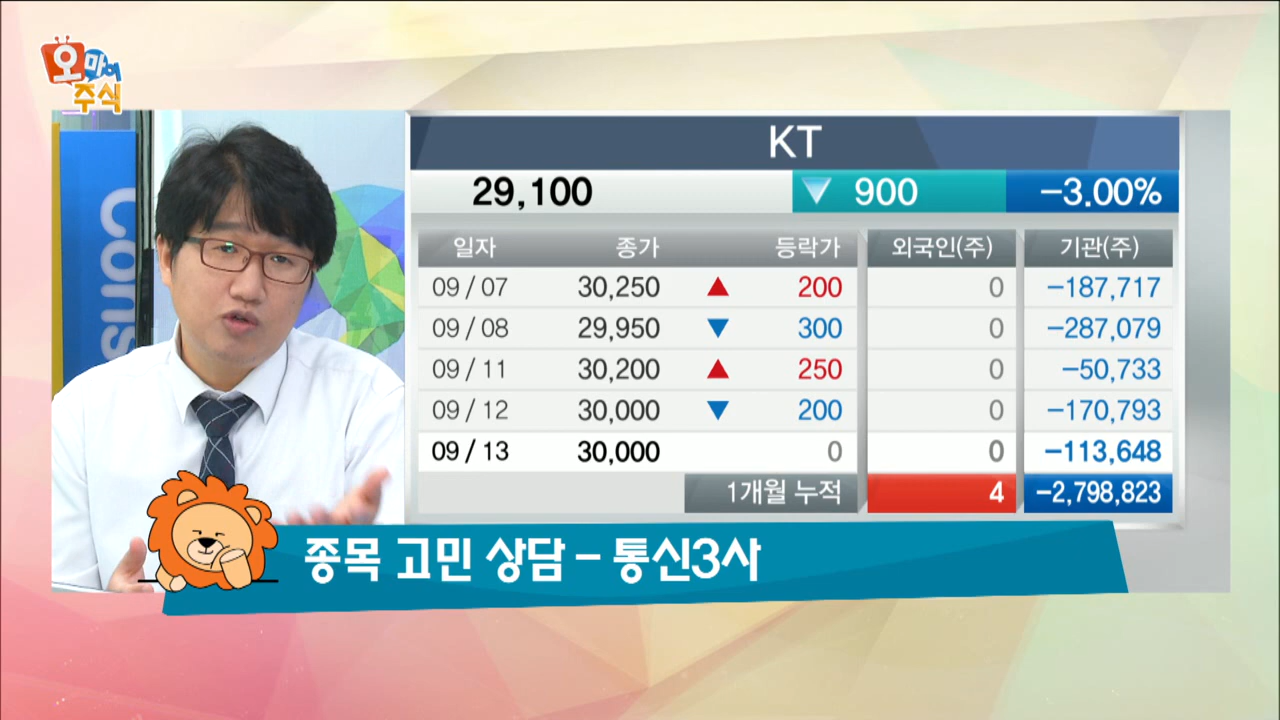 오 마이
주식
Cons
KT
29,100 ▼ 900 -3.00%
일자 종가 등락가 외국인(주) 기관(주)
09 / 07 30,250 ▲ 200 0 -187,717
09 / 08 29,950 ▼ 300 0 -287,079
09 / 11 30,200 ▲ 250 0 -50,733
09 / 12 30,000 ▼ 200 0 -170,793
09 / 13 30,000 0 0 -113,648
1개월 누적 4 -2,798,823
종목 고민 상담 - 통신3사